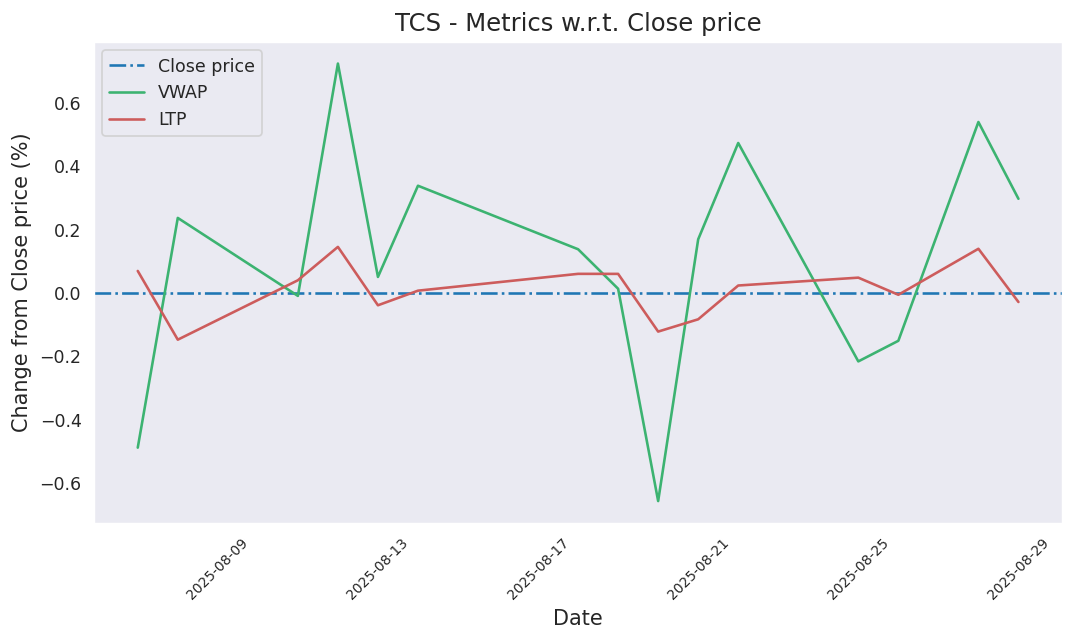 TCS - Metrics w.r.t. Close price
Close price
VWAP
LTP
Change from Close price (%)
0.6
0.4
0.2
0.0
−0.2
−0.4
−0.6
2025-08-09
2025-08-13
2025-08-17
2025-08-21
2025-08-25
2025-08-29
Date